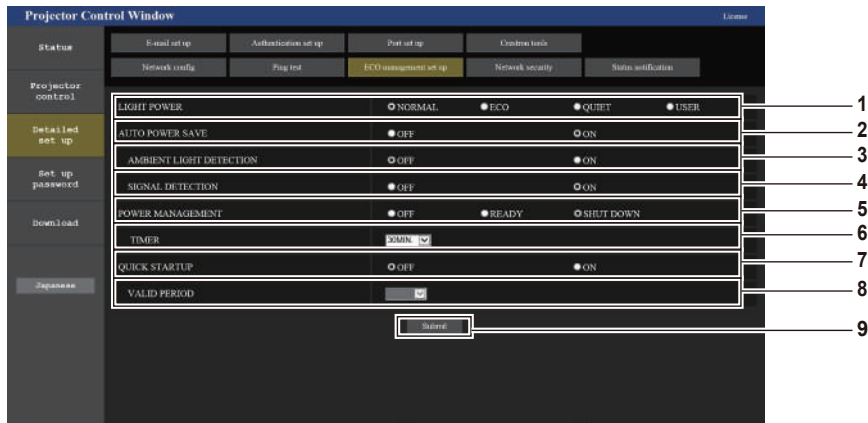 Projector Control Window License
Status
E-mail set up Authentication set up Port set up Crestron tools
Network config Ping test ECO management set up Network security Status notification
Projector control
LIGHT POWER NORMAL ECO QUIET USER 1
Detailed set up
AUTO POWER SAVE OFF ON 2
AMBIENT LIGHT DETECTION OFF ON 3
Set up password
SIGNAL DETECTION OFF ON 4
POWER MANAGEMENT OFF READY SHUT DOWN 5
Download
TIMER 30MIN. 6
QUICK STARTUP OFF ON 7
Japanese
VALID PERIOD 8
Submit 9